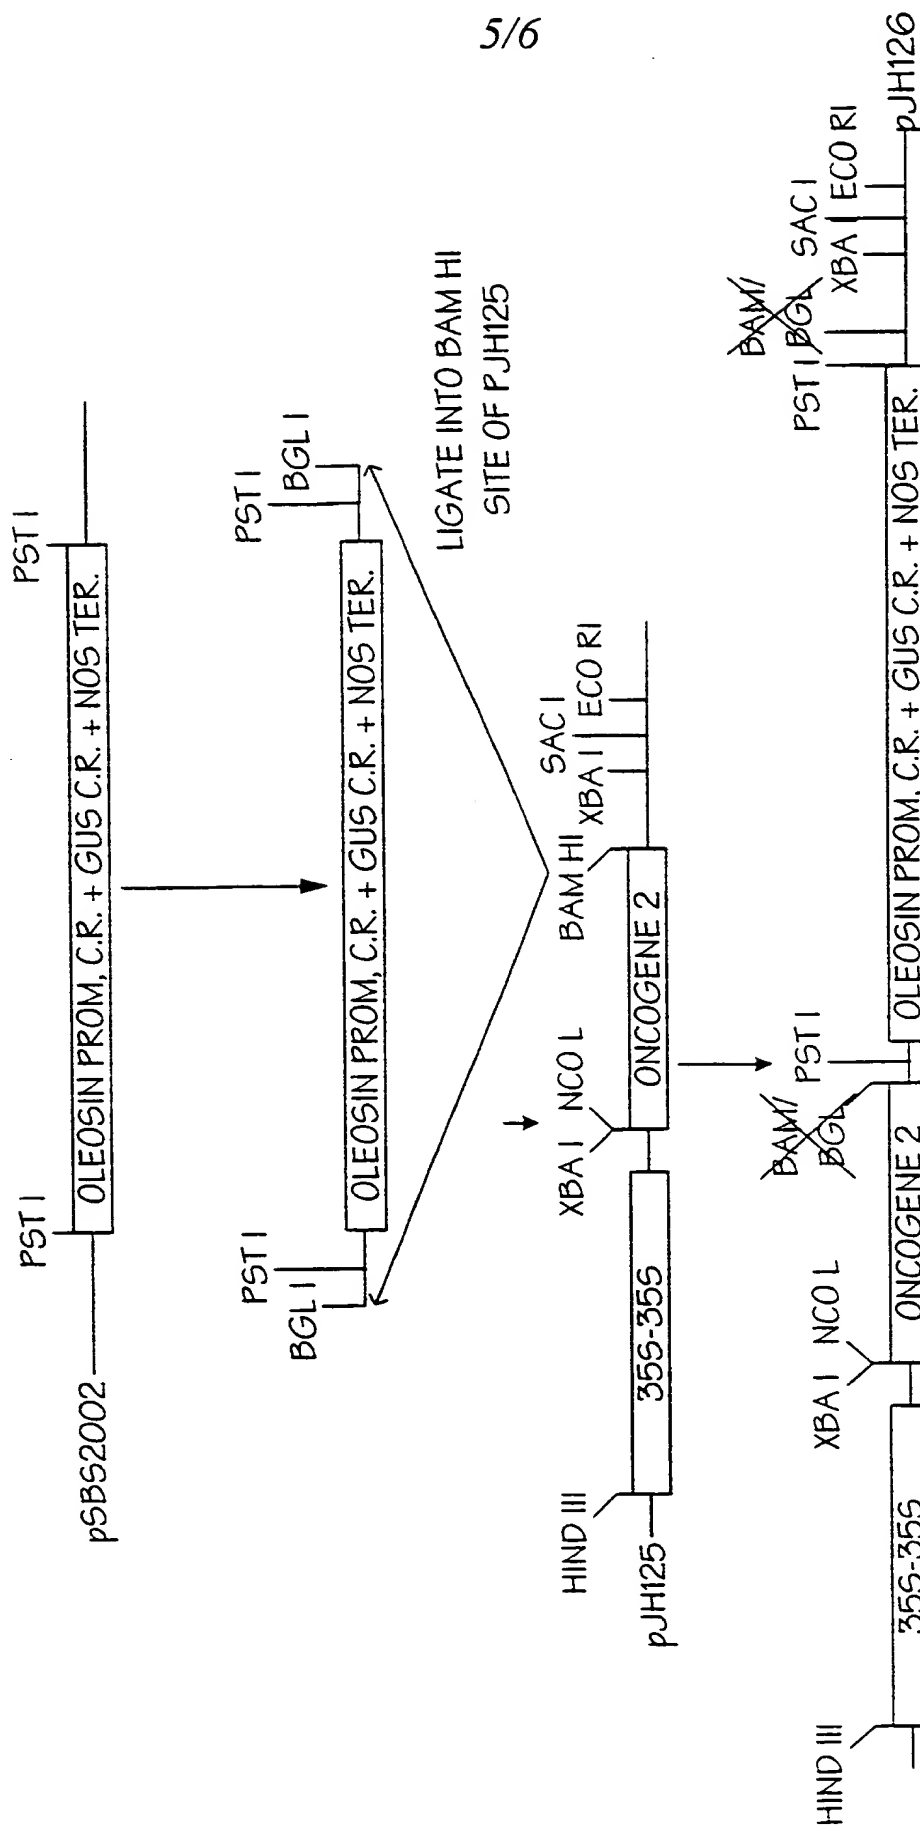 5/6
PST I
PST I
pSBS2002
OLEOSIN PROM, C.R. + GUS C.R. + NOS TER.
PST I
BGL I
PST I
BGL I
OLEOSIN PROM, C.R. + GUS C.R. + NOS TER.
LIGATE INTO BAM HI
SITE OF PJH125
HIND III
XBA I
NCO L
BAM HI
XBA I
SAC I
ECO RI
pJH125
35S-35S
ONCOGENE 2
HIND III
XBA I
NCO L
BAM/
BGL
PST I
PST I
BAM/
BGL
XBA I
SAC I
ECO RI
35S-35S
ONCOGENE 2
OLEOSIN PROM, C.R. + GUS C.R. + NOS TER.
pJH126